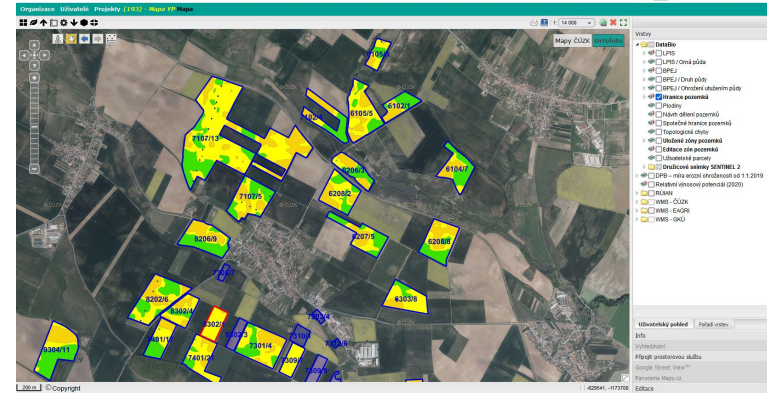 Organizace Uživatelé Projekty (193) - Mapa YP Mapa
1: 14 000
Mapy ČÚZK Ortofoto
6105/5
6102/1
7107/13
6206/3
6104/7
7107/5
6208/2
8206/9
6207/5
6208/8
8202/6
8302/4
6303/8
7301/4
9304/11
7401/21
200 m © Copyright
-629541, -1173708
Vrstvy
DataBio
LPIS
LPIS / Orná půda
BPEJ
BPEJ / Druh půdy
BPEJ / Ohrožení utužením půdy
Hranice pozemků
Plodiny
Návrh dělení pozemků
Společné hranice pozemků
Topologické chyby
Uložené zóny pozemků
Editace zón pozemků
Uživatelské parcely
Družicové snímky SENTINEL 2
DPB – míra erozní ohroženosti od 1.1.2019
Relativní výnosový potenciál (2020)
RÚIAN
WMS - ČÚZK
WMS - EAGRI
WMS - GKÚ
Uživatelský pohled Pořadí vrstev
Info
Vyhledávání
Připojit prostorovou službu
Google Street View™
Panorama Mapy.cz
Editace